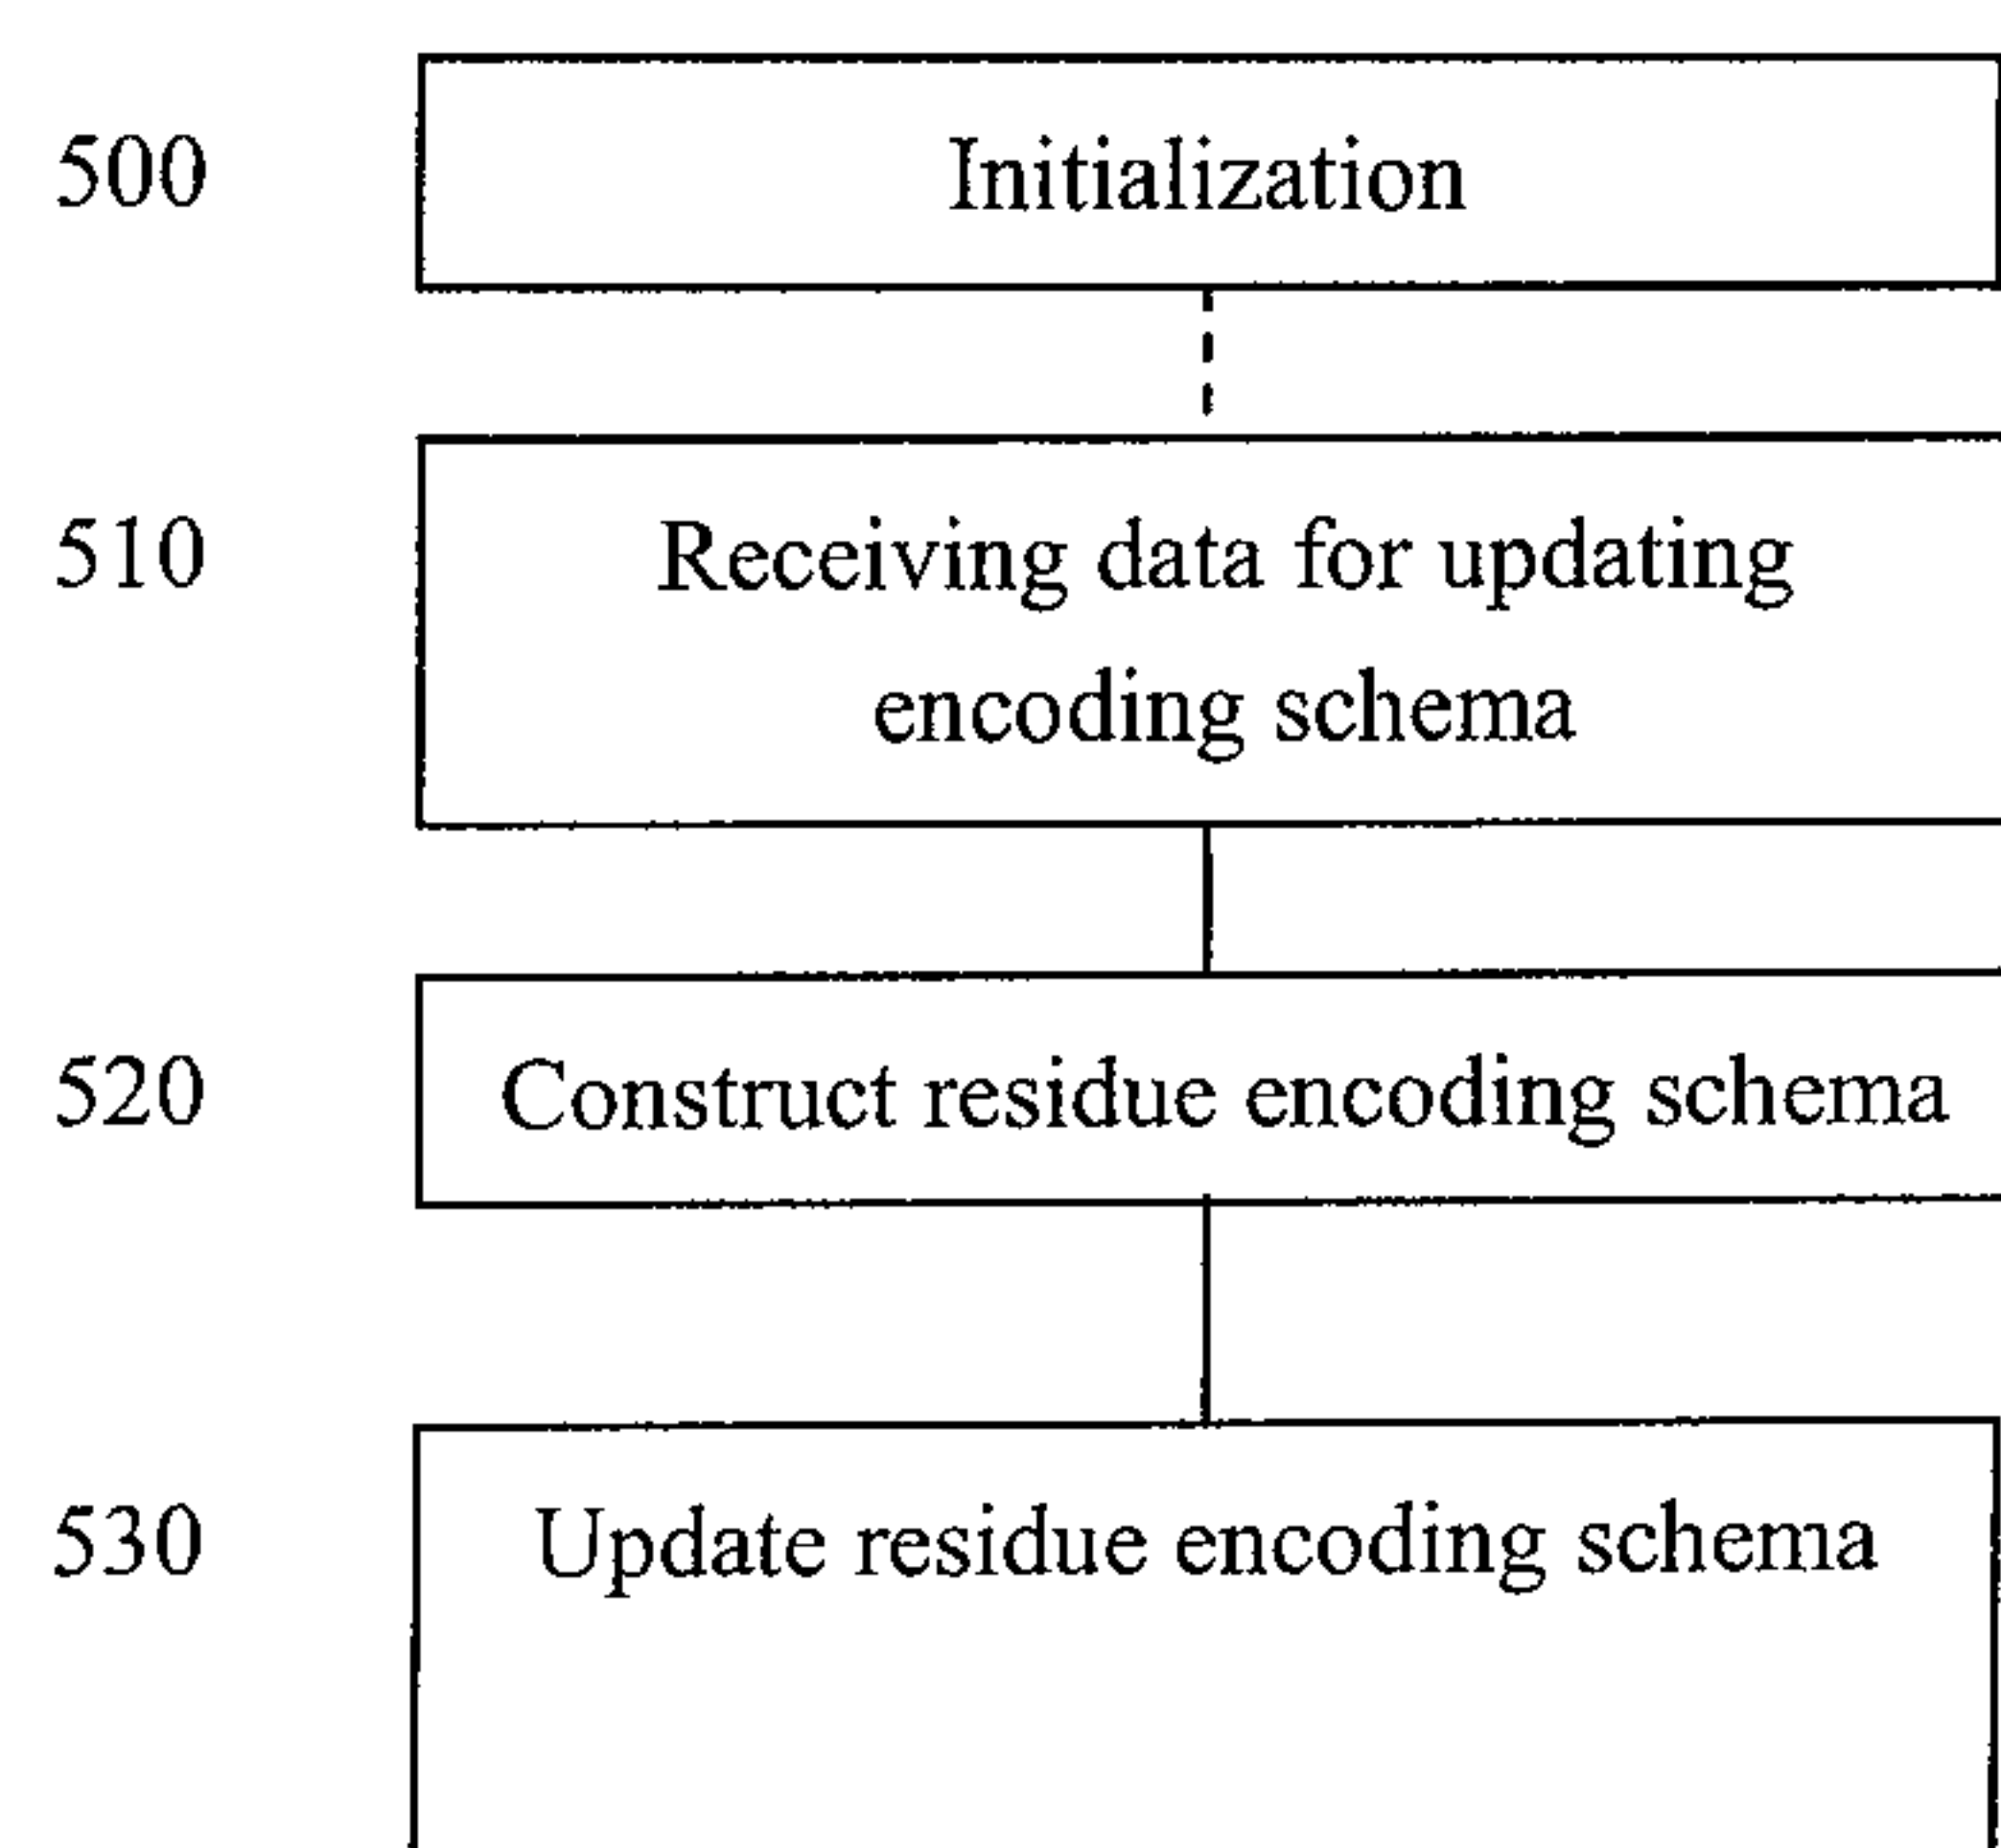 500 Initialization
510 Receiving data for updating
encoding schema
520 Construct residue encoding schema
530 Update residue encoding schema